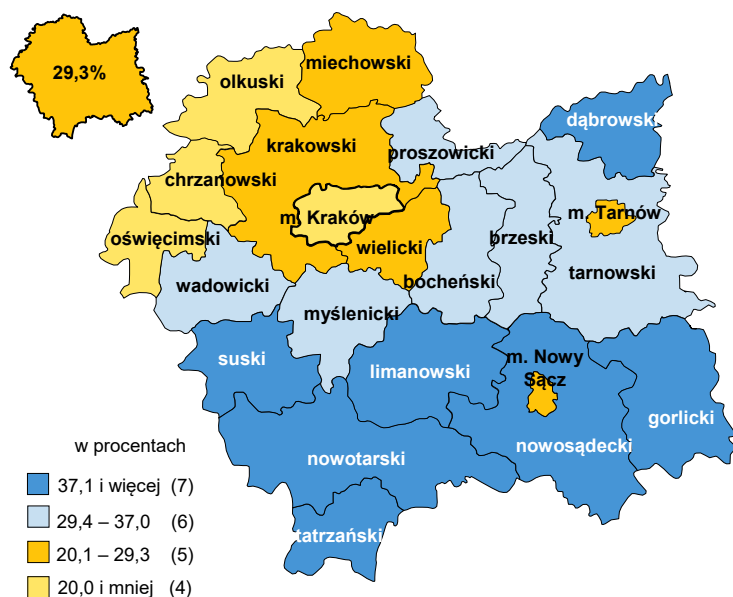 29,3%
miechowski
olkuski
dąbrowski
krakowski
proszowicki
chrzanowski
m. Kraków
m. Tarnów
oświęcimski
wielicki
brzeski
wadowicki
bocheński
tarnowski
myślenicki
suski
limanowski
m. Nowy
Sącz
gorlicki
nowosądecki
nowotarski
tatrzański
w procentach
37,1 i więcej (7)
29,4 – 37,0 (6)
20,1 – 29,3 (5)
20,0 i mniej (4)